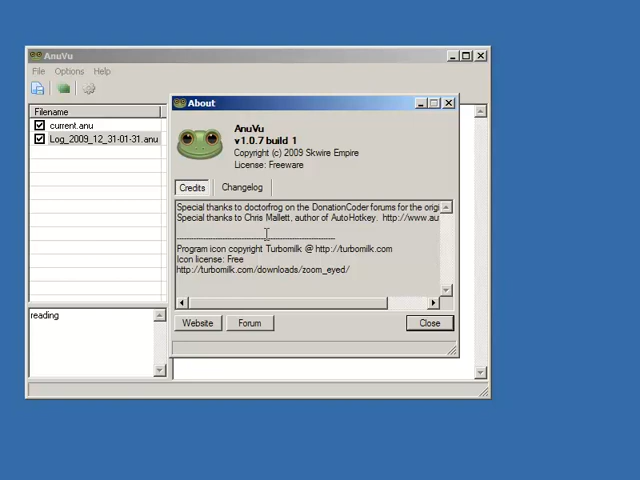 AnuVu
File Options Help
Filename
current.anu
Log_2009_12_31-01-31.anu
reading
About
AnuVu
v1.0.7 build 1
Copyright (c) 2009 Skwire Empire
License: Freeware
Credits Changelog
Special thanks to doctorfrog on the DonationCoder forums for the orig
Special thanks to Chris Mallett, author of AutoHotkey. http://www.au
--------------------------------------------------
Program icon copyright Turbomilk @ http://turbomilk.com
Icon license: Free
http://turbomilk.com/downloads/zoom_eyed/
Website Forum Close